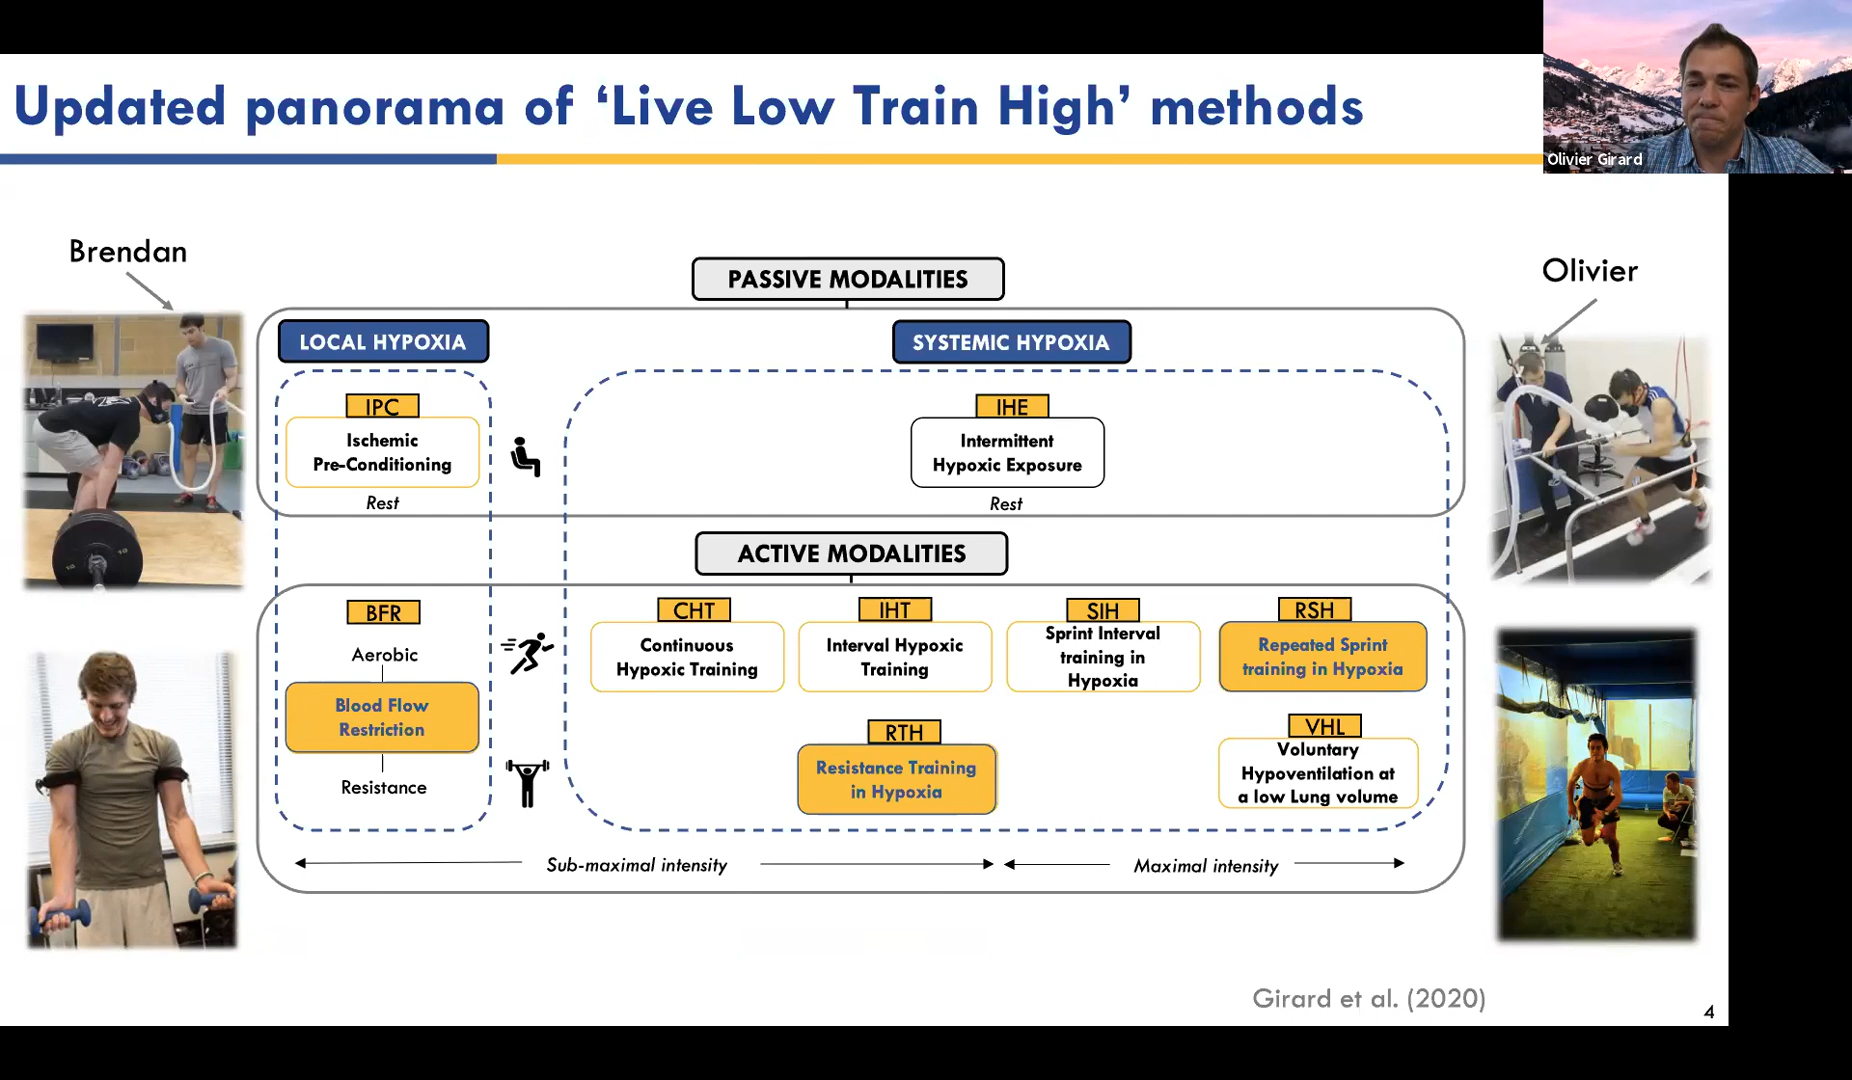 Updated panorama of ‘Live Low Train High’ methods
Olivier Girard
Brendan
Olivier
PASSIVE MODALITIES
LOCAL HYPOXIA
SYSTEMIC HYPOXIA
IPC
Ischemic
Pre-Conditioning
Rest
IHE
Intermittent
Hypoxic Exposure
Rest
ACTIVE MODALITIES
BFR
Aerobic
Blood Flow
Restriction
Resistance
CHT
Continuous
Hypoxic Training
IHT
Interval Hypoxic
Training
SIH
Sprint Interval
training in
Hypoxia
RSH
Repeated Sprint
training in Hypoxia
RTH
Resistance Training
in Hypoxia
VHL
Voluntary
Hypoventilation at
a low Lung volume
Sub-maximal intensity
Maximal intensity
Girard et al. (2020)
4